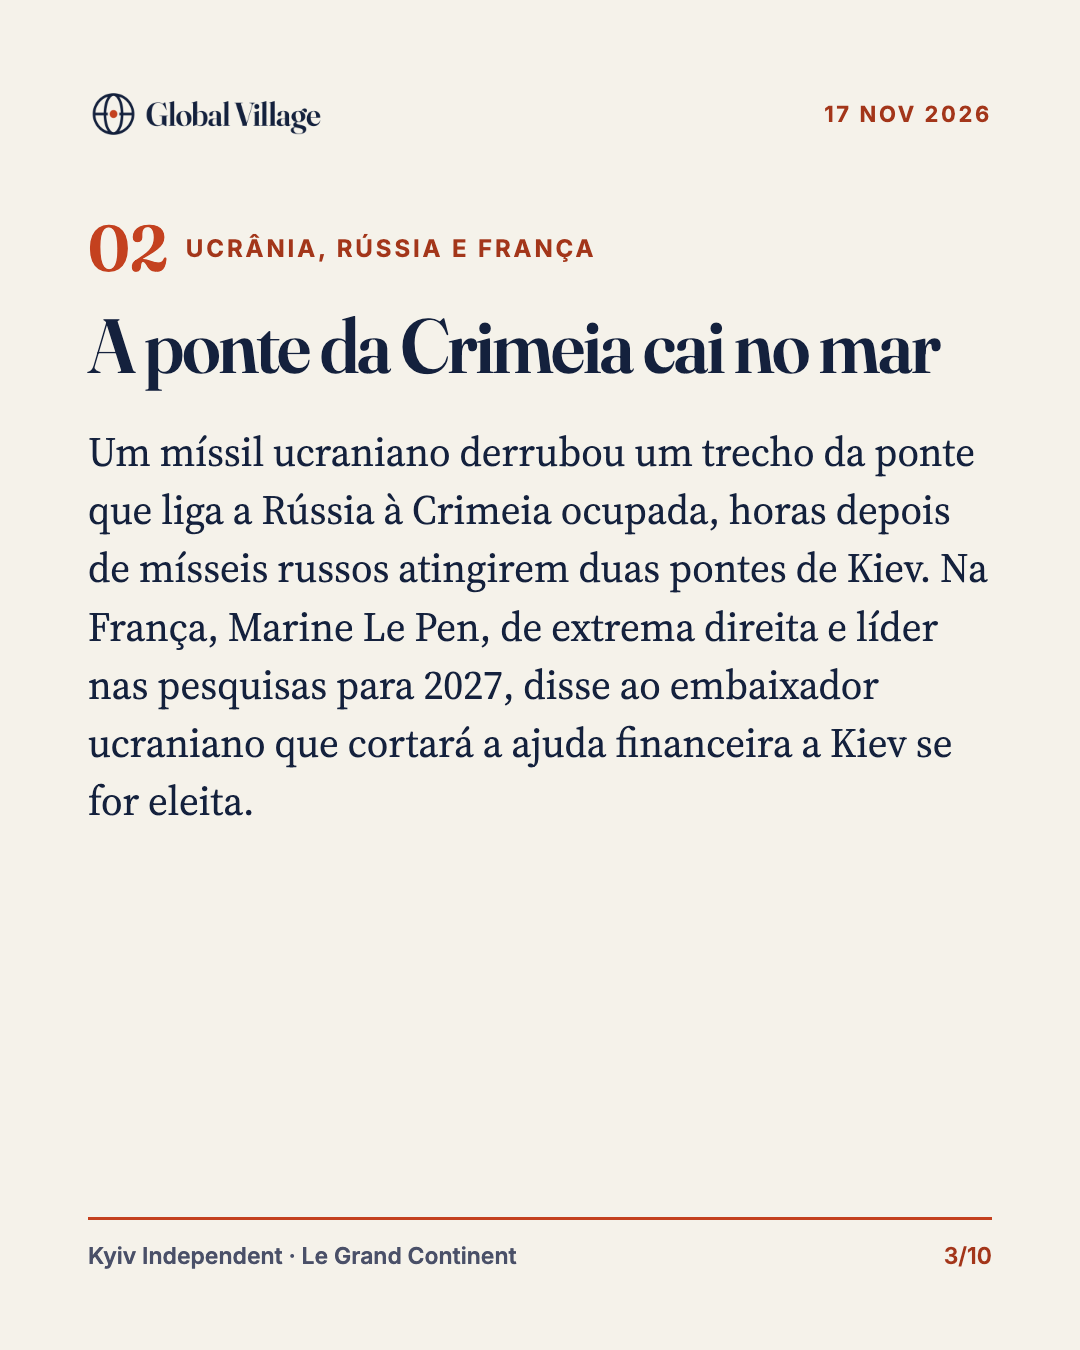 Global Village
17 NOV 2026
02 UCRÂNIA, RÚSSIA E FRANÇA
A ponte da Crimeia cai no mar
Um míssil ucraniano derrubou um trecho da ponte
que liga a Rússia à Crimeia ocupada, horas depois
de mísseis russos atingirem duas pontes de Kiev. Na
França, Marine Le Pen, de extrema direita e líder
nas pesquisas para 2027, disse ao embaixador
ucraniano que cortará a ajuda financeira a Kiev se
for eleita.
Kyiv Independent · Le Grand Continent
3/10